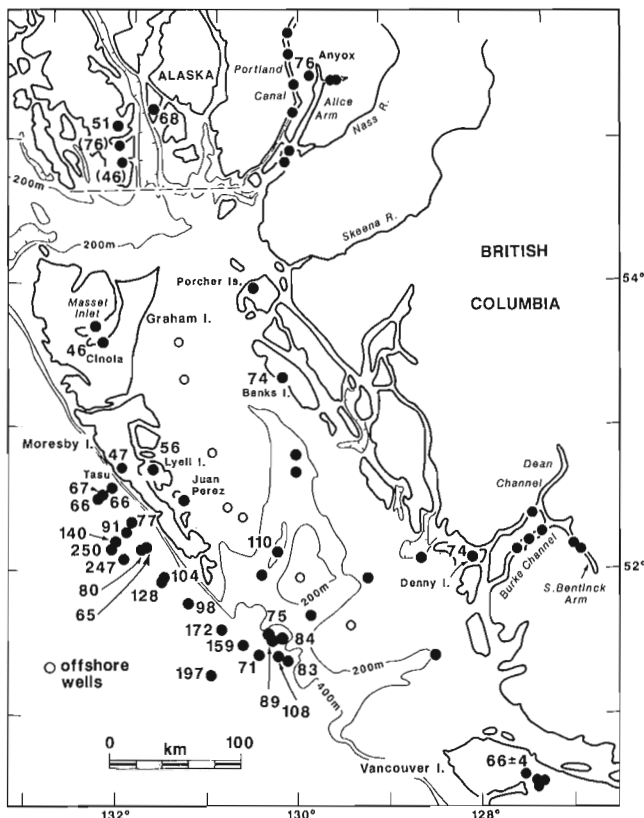 Anyox
76
ALASKA
Portland
Canal
Alice
Arm
51
68
(76)
(46)
Nass R.
200m
200m
Skeena R.
BRITISH
COLUMBIA
54°
Porcher Is.
Masset
Inlet
Graham I.
46
Cinola
74
Banks I.
Moresby I.
47
56
Lyell I.
Tasu
Juan
Perez
67
66
66
77
91
140
250
247
80
65
104
128
98
110
Dean
Channel
74
Denny I.
Burke Channel
S. Bentinck
Arm
52°
200m
172
159
71
75
84
83
89
108
197
200m
400m
offshore
wells
0
100
km
Vancouver I.
66±4
132°
130°
128°